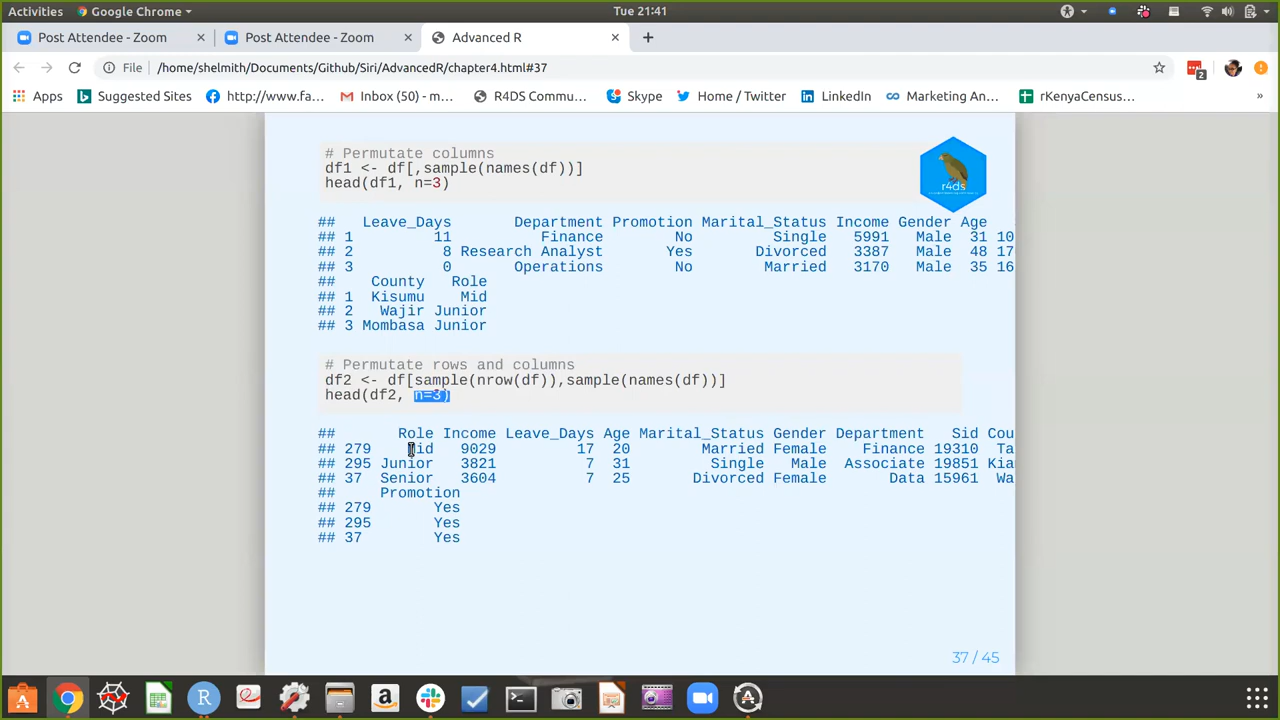 Activities Google Chrome Tue 21:41
Post Attendee - Zoom Post Attendee - Zoom Advanced R
File /home/shelmith/Documents/Github/Siri/AdvancedR/chapter4.html#37 2
Apps Suggested Sites http://www.fa... Inbox (50) - m... R4DS Commu... Skype Home / Twitter LinkedIn Marketing An... rKenyaCensus... »
# Permutate columns
df1 <- df[,sample(names(df))]
head(df1, n=3)
r4ds
## Leave_Days Department Promotion Marital_Status Income Gender Age
## 1 11 Finance No Single 5991 Male 31 10
## 2 8 Research Analyst Yes Divorced 3387 Male 48 17
## 3 0 Operations No Married 3170 Male 35 16
## County Role
## 1 Kisumu Mid
## 2 Wajir Junior
## 3 Mombasa Junior
# Permutate rows and columns
df2 <- df[sample(nrow(df)),sample(names(df))]
head(df2, n=3)
## Role Income Leave_Days Age Marital_Status Gender Department Sid Cou
## 279 Mid 9029 17 20 Married Female Finance 19310 Ta
## 295 Junior 3821 7 31 Single Male Associate 19851 Kia
## 37 Senior 3604 7 25 Divorced Female Data 15961 Wa
## Promotion
## 279 Yes
## 295 Yes
## 37 Yes
37 / 45